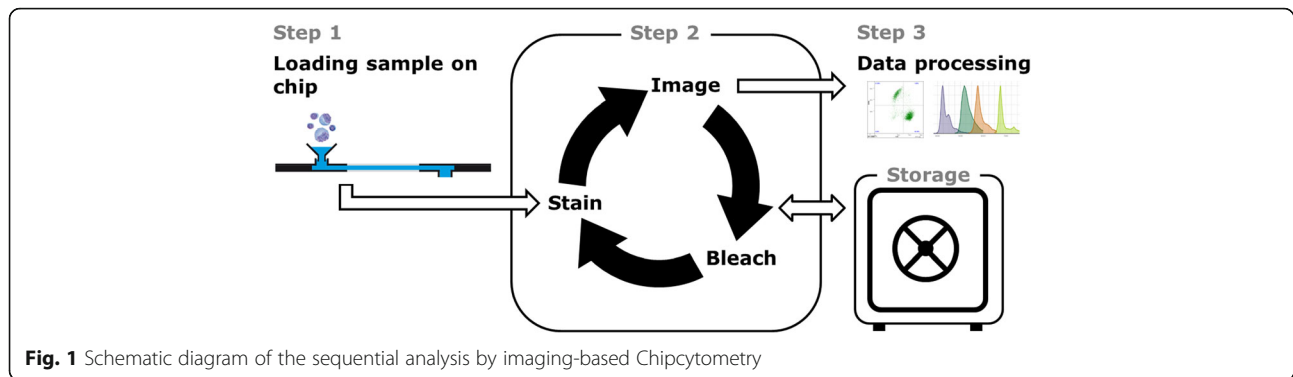 Step 1
Loading sample on
chip
Step 2
Image
Stain
Bleach
Step 3
Data processing
Storage
Fig. 1 Schematic diagram of the sequential analysis by imaging-based Chipcytometry